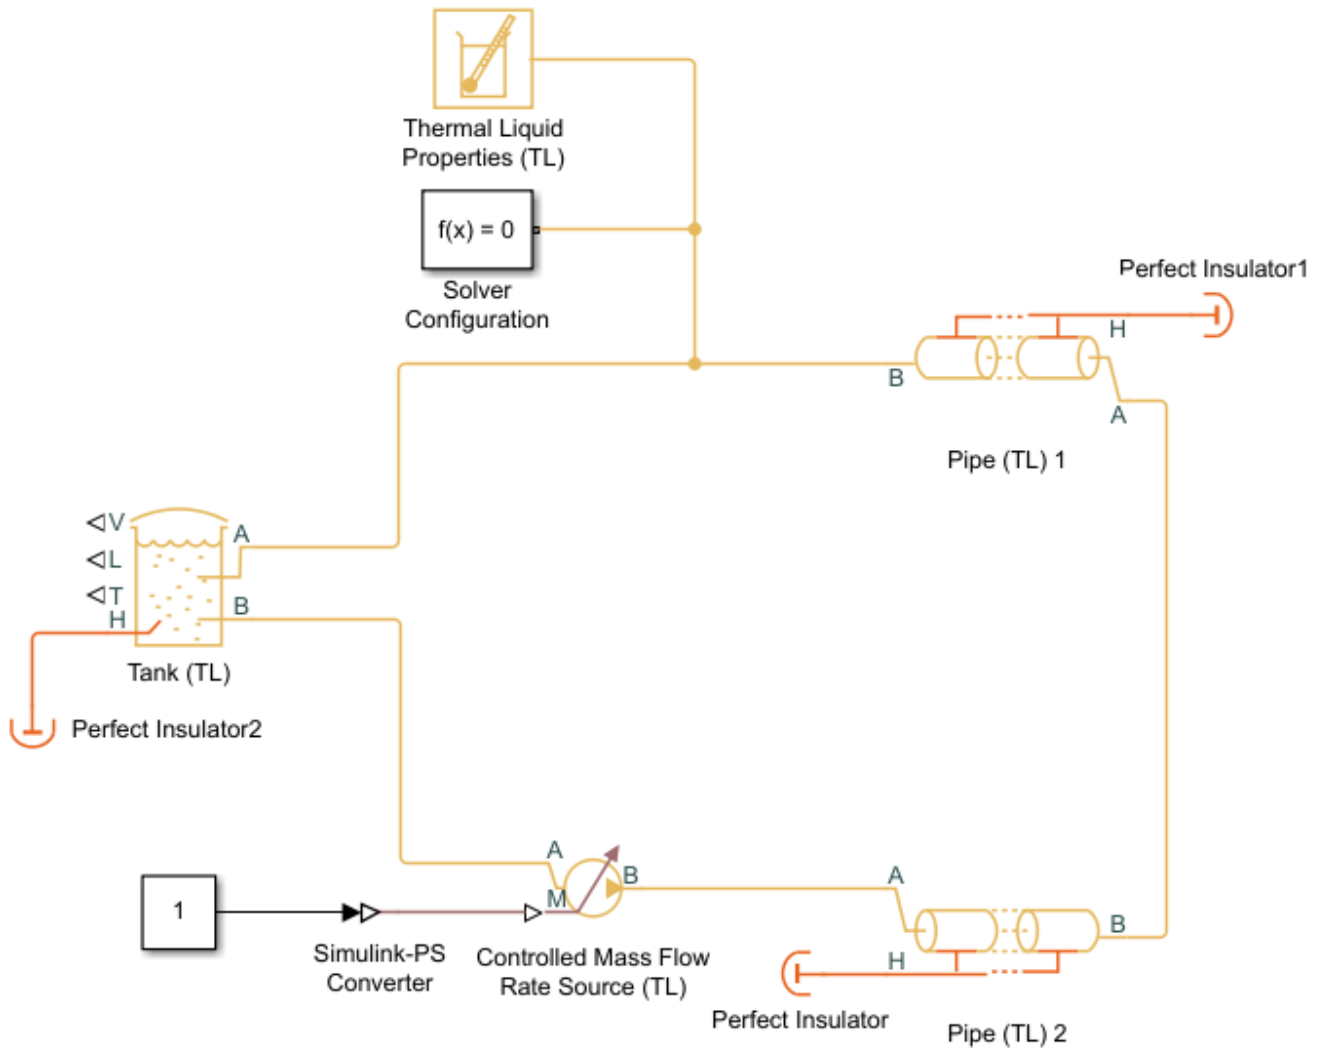 Thermal Liquid
Properties (TL)
f(x) = 0
Solver
Configuration
Perfect Insulator1
H
B
A
Pipe (TL) 1
V
A
L
T
B
H
Tank (TL)
Perfect Insulator2
A
B
A
M
1
B
Simulink-PS
Converter
Controlled Mass Flow
Rate Source (TL)
H
Perfect Insulator
Pipe (TL) 2